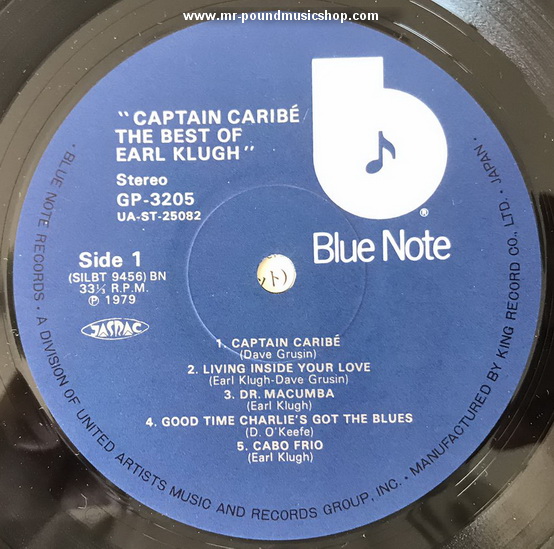 www.mr-poundmusicshop.com
"CAPTAIN CARIBÉ/
THE BEST OF
EARL KLUGH"
Stereo
GP-3205
UA-ST-25082
®
Blue Note
Side 1
(SILBT 9456) BN
33⅓ R.P.M.
℗ 1979
JASRAC
1. CAPTAIN CARIBÉ
(Dave Grusin)
2. LIVING INSIDE YOUR LOVE
(Earl Klugh-Dave Grusin)
3. DR. MACUMBA
(Earl Klugh)
4. GOOD TIME CHARLIE'S GOT THE BLUES
(D. O'Keefe)
5. CABO FRIO
(Earl Klugh)
• BLUE NOTE RECORDS • A DIVISION OF UNITED ARTISTS MUSIC AND RECORDS GROUP, INC. • MANUFACTURED BY KING RECORD CO., LTD. • JAPAN •